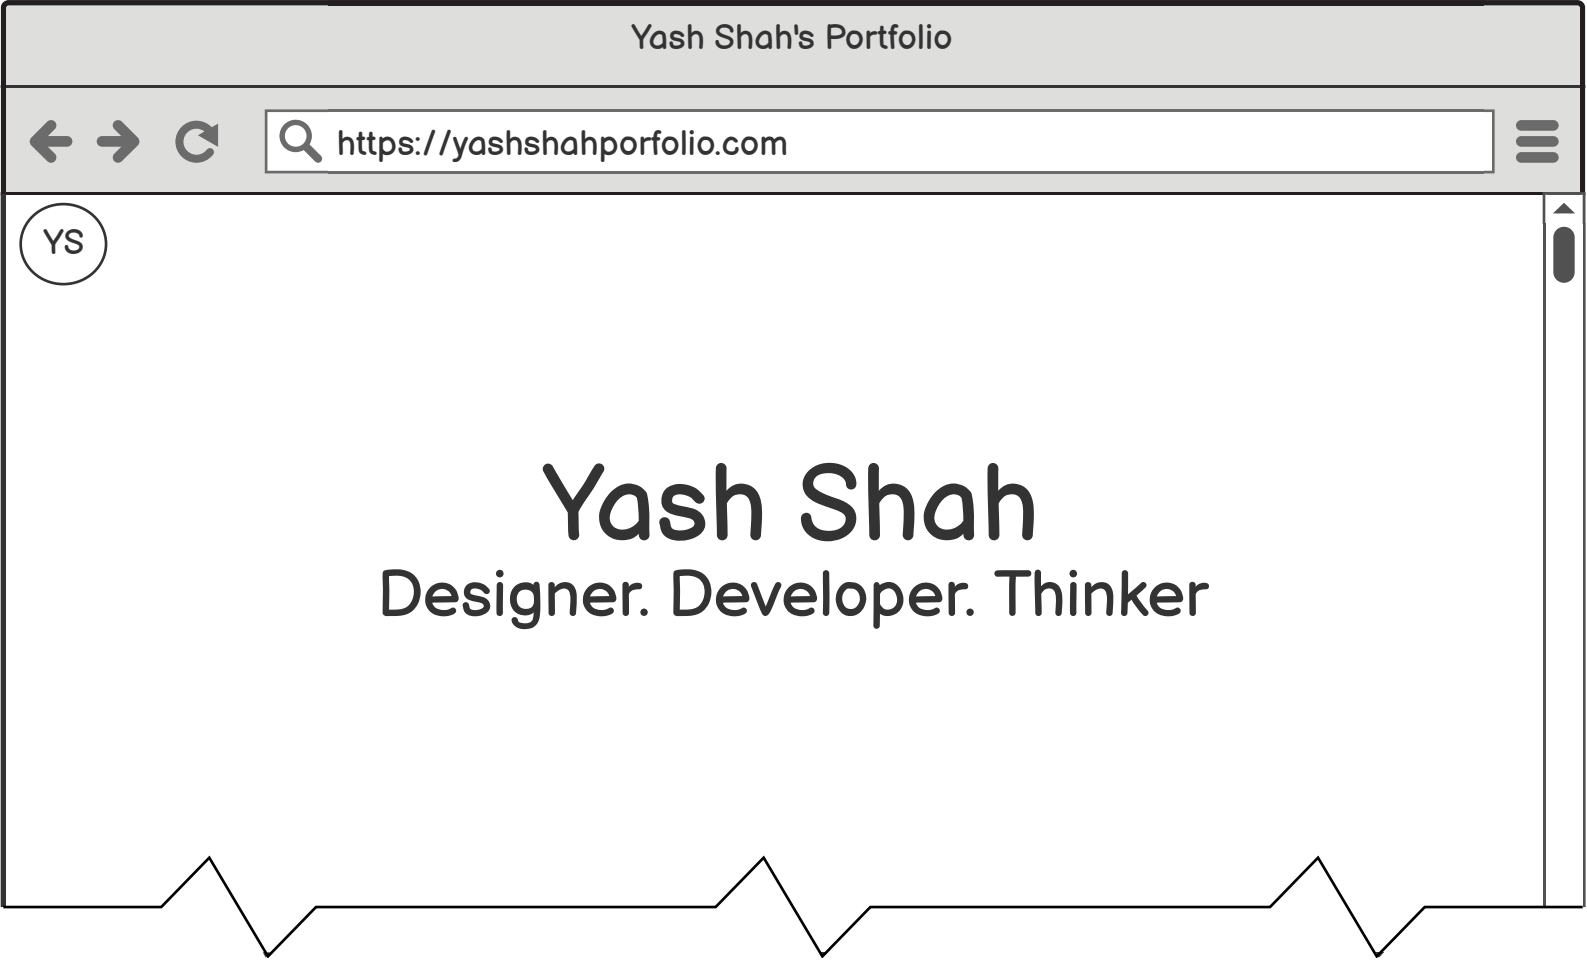 Yash Shah's Portfolio
https://yashshahporfolio.com
YS
Yash Shah
Designer. Developer. Thinker